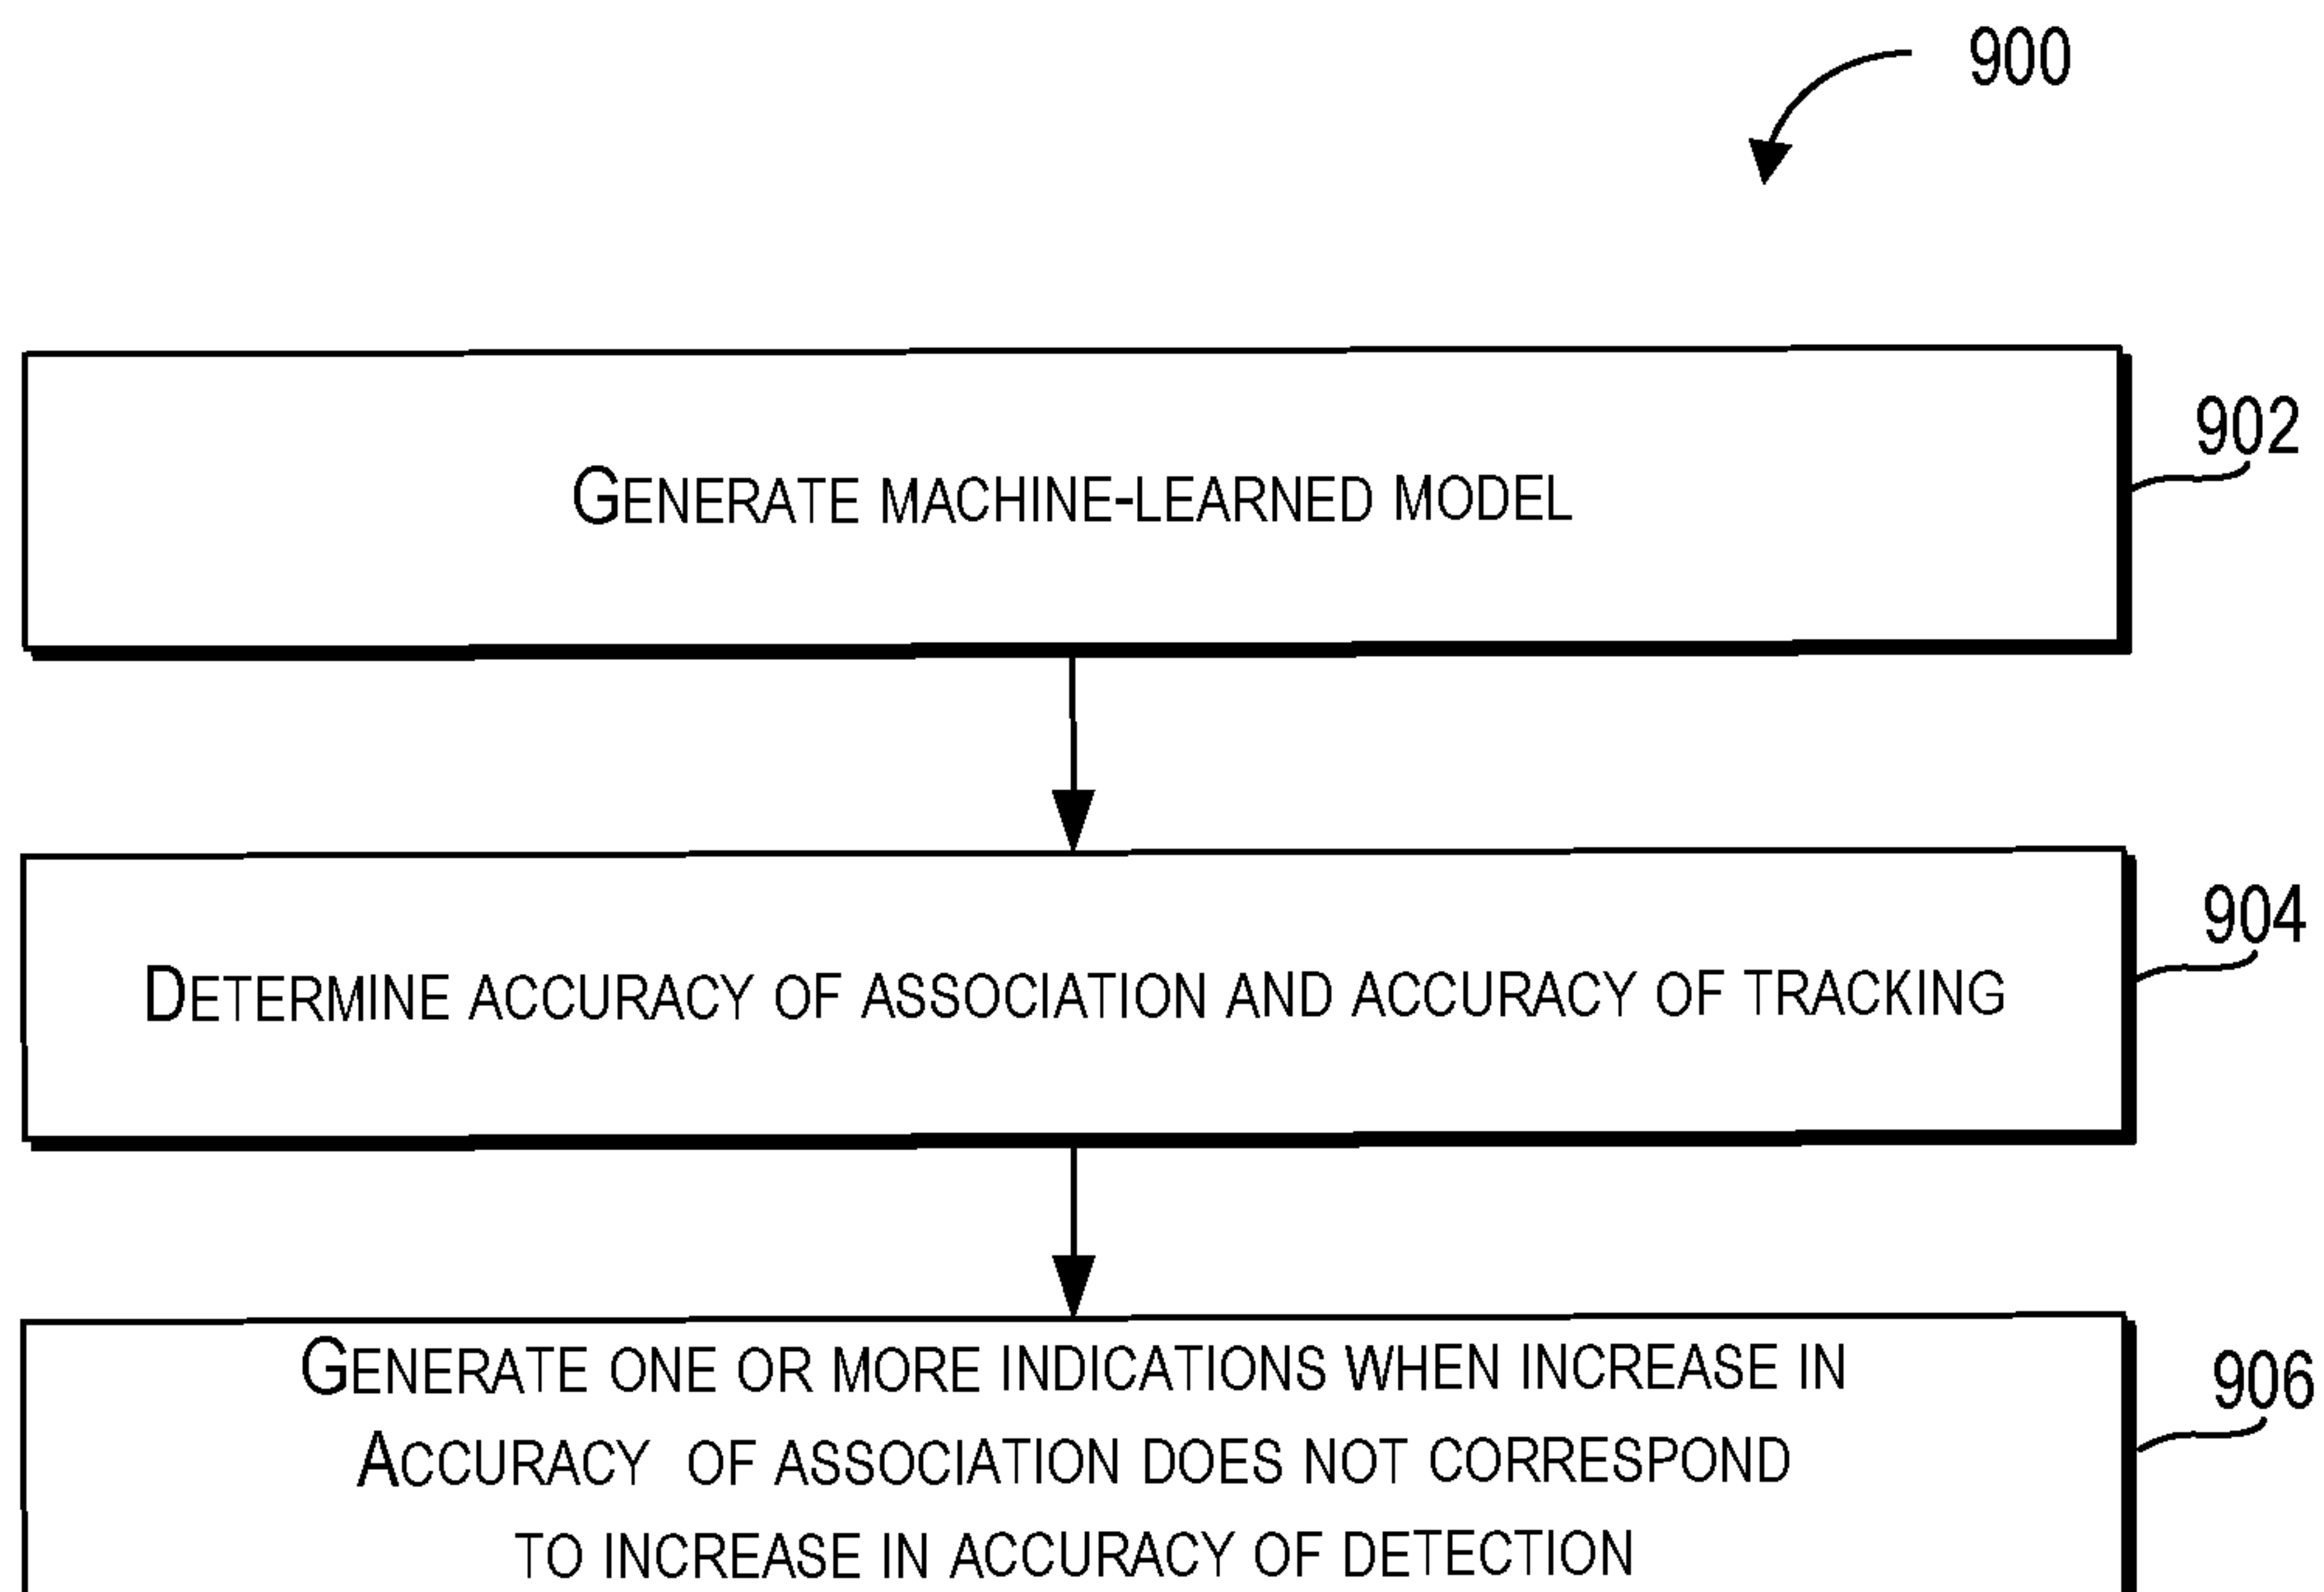 900
902
GENERATE MACHINE-LEARNED MODEL
904
DETERMINE ACCURACY OF ASSOCIATION AND ACCURACY OF TRACKING
GENERATE ONE OR MORE INDICATIONS WHEN INCREASE IN
906
ACCURACY OF ASSOCIATION DOES NOT CORRESPOND
TO INCREASE IN ACCURACY OF DETECTION